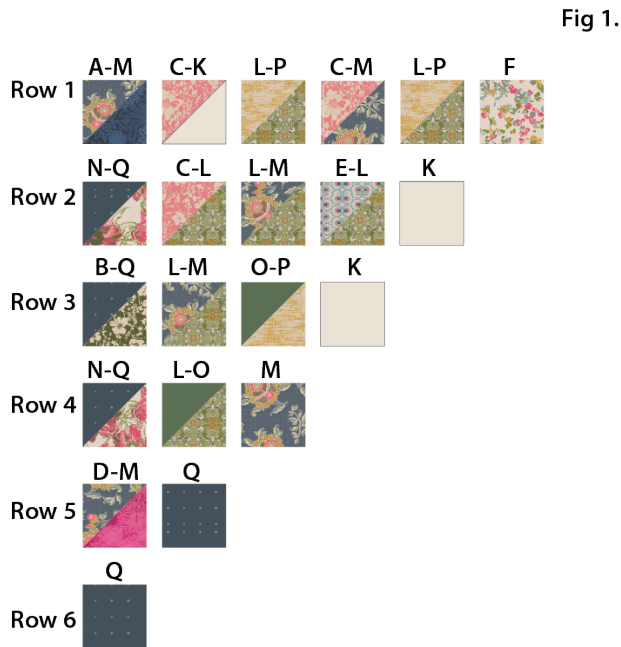 Fig 1.
A-M C-K L-P C-M L-P F
Row 1
N-Q C-L L-M E-L K
Row 2
B-Q L-M O-P K
Row 3
N-Q L-O M
Row 4
D-M Q
Row 5
Q
Row 6